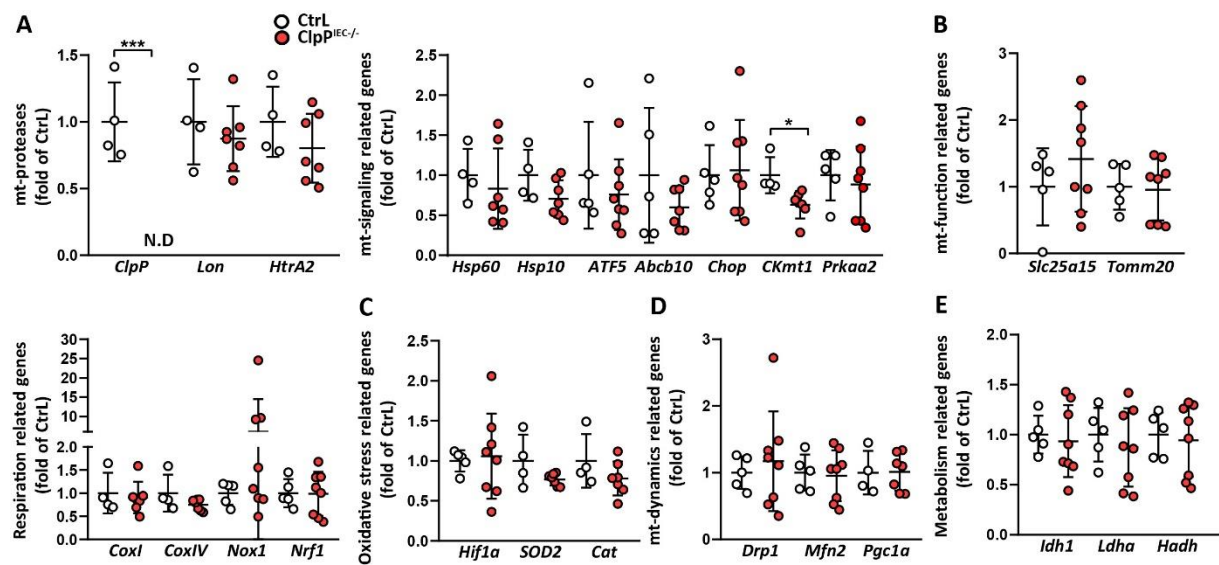 A
CtrL
ClpP^IEC-/-
***
mt-proteases
(fold of CtrL)
1.5
1.0
0.5
0.0
N.D
ClpP Lon HtrA2
mt-signaling related genes
(fold of CtrL)
2.5
2.0
1.5
1.0
0.5
0.0
*
Hsp60 Hsp10 ATF5 Abcb10 Chop CKmt1 Prkaa2
B
mt-function related genes
(fold of CtrL)
3
2
1
0
Slc25a15 Tomm20
Respiration related genes
(fold of CtrL)
30
25
20
15
10
2.0
1.5
1.0
0.5
0.0
CoxI CoxIV Nox1 Nrf1
C
Oxidative stress related genes
(fold of CtrL)
2.5
2.0
1.5
1.0
0.5
0.0
Hif1a SOD2 Cat
D
mt-dynamics related genes
(fold of CtrL)
3
2
1
0
Drp1 Mfn2 Pgc1a
E
Metabolism related genes
(fold of CtrL)
2.0
1.5
1.0
0.5
0.0
Idh1 Ldha Hadh